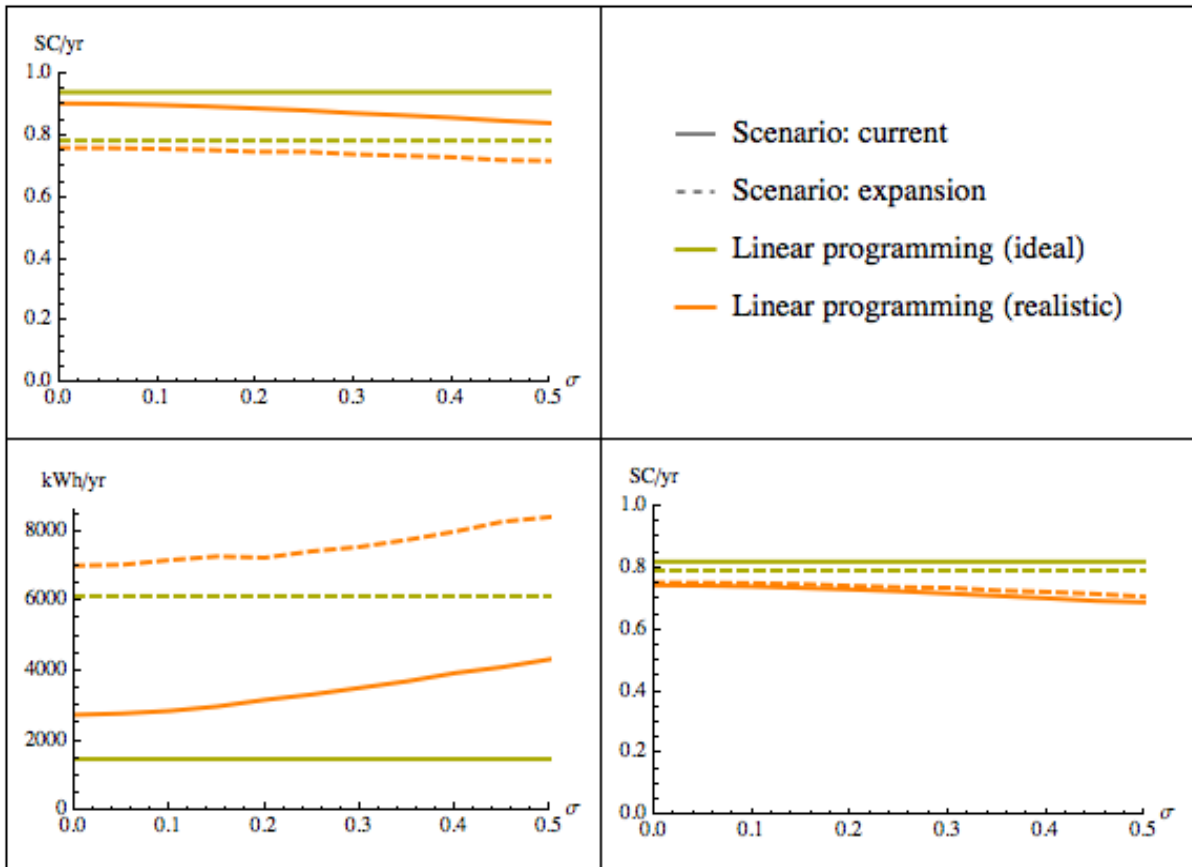 SC/yr
1.0
0.8
0.6
0.4
0.2
0.0
0.0 0.1 0.2 0.3 0.4 0.5 σ
Scenario: current
Scenario: expansion
Linear programming (ideal)
Linear programming (realistic)
kWh/yr
8000
6000
4000
2000
0
0.0 0.1 0.2 0.3 0.4 0.5 σ
SC/yr
1.0
0.8
0.6
0.4
0.2
0.0
0.0 0.1 0.2 0.3 0.4 0.5 σ